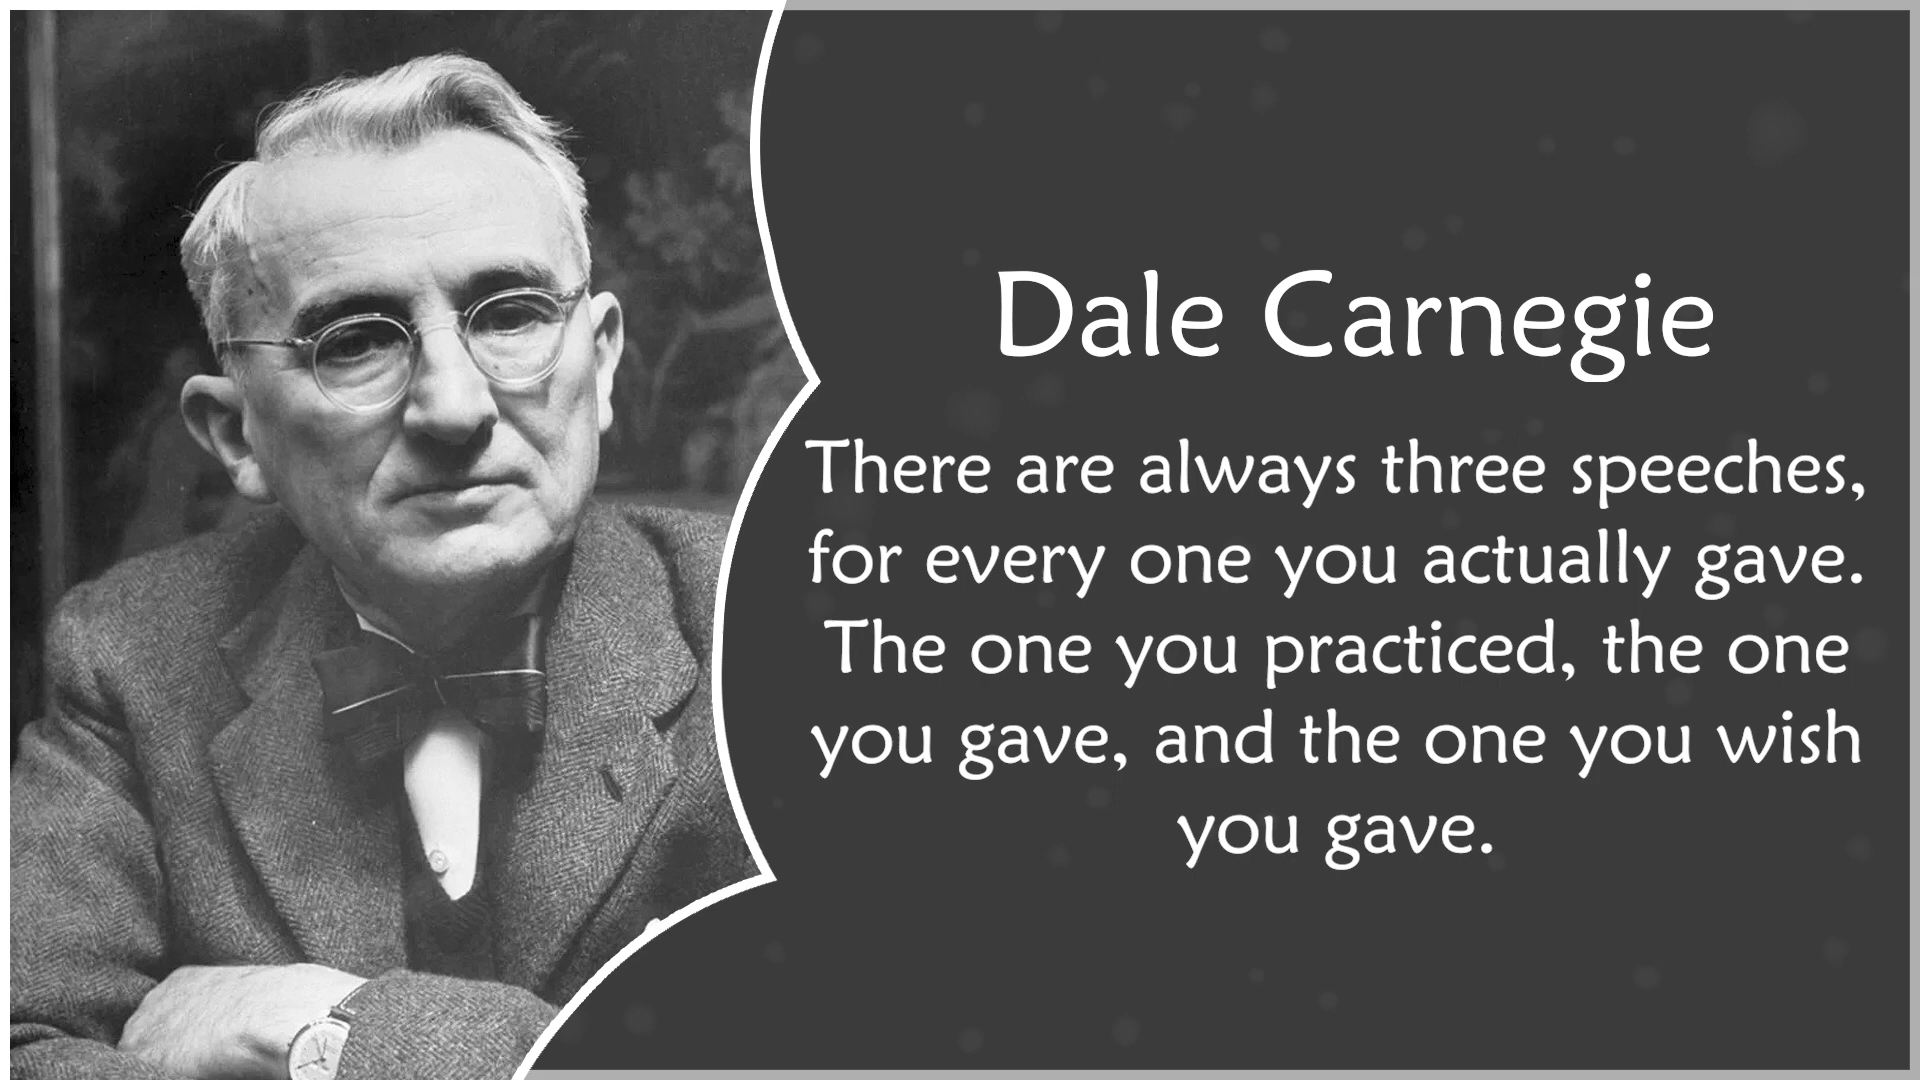 Dale Carnegie
There are always three speeches,
for every one you actually gave.
The one you practiced, the one
you gave, and the one you wish
you gave.